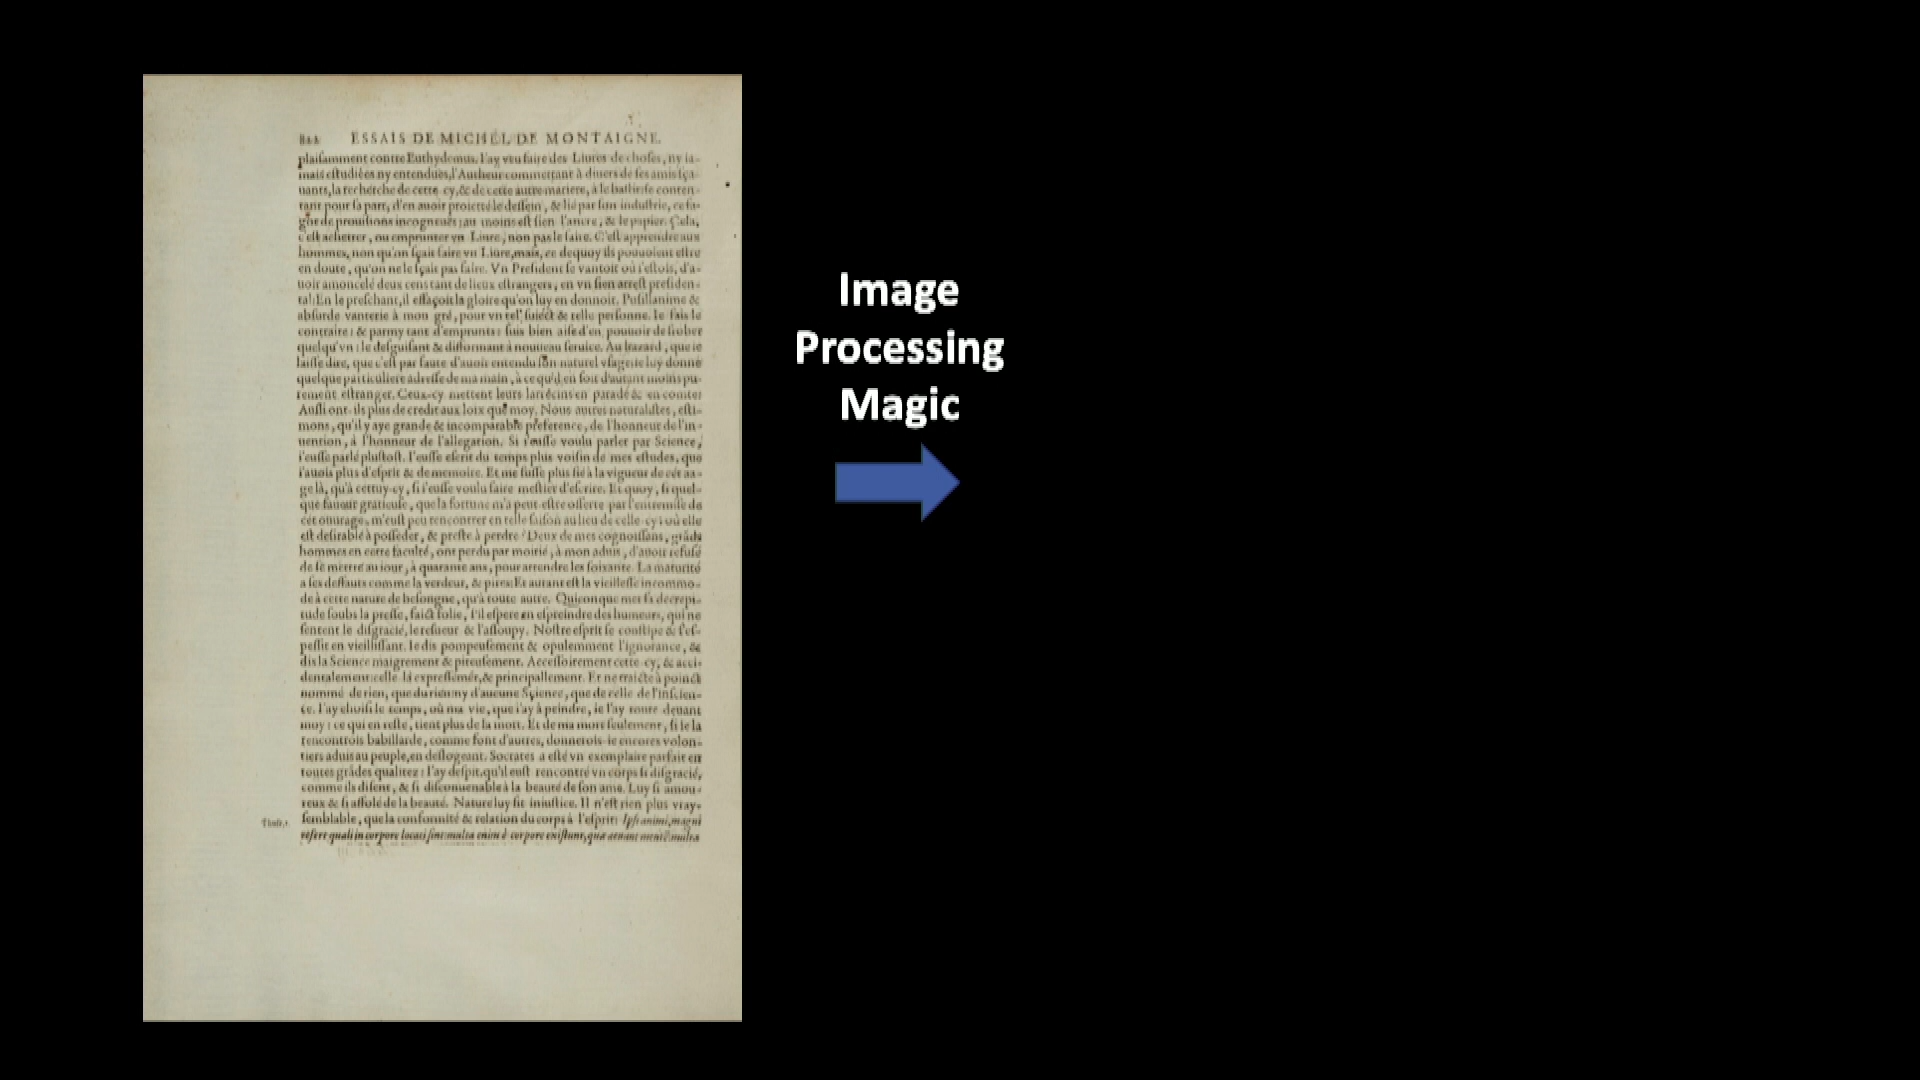 ESSAIS DE MICHEL DE MONTAIGNE.
plaisamment contre Euthydemus. I'ay veu faire des Liures de choses, ny ia-
mais estudiées ny entendues, l'Autheur commettant à diuers de ses amis sça-
uants, la recherche de cette-cy, & de cette autre matiere, à le bastir: se conten-
tant pour sa part, d'en auoir proietté le dessein, & lié par son industrie, ce fa-
got de prouisions incogneuës: au moins est sien l'ancre, & le papier. Cela,
c'est achetter, ou emprunter vn Liure, non pas le faire. C'est apprendre aux
hommes, non qu'on sçait faire vn Liure, mais, ce dequoy ils pouuoient estre
en doute, qu'on ne le sçait pas faire. Vn President se vantoit où i'estois, d'a-
uoir amoncelé deux cens tant de lieux estrangers, en vn sien arrest presiden-
tal: En le preschant, il effaçoit la gloire qu'on luy en donnoit. Pusillanime &
absurde vanterie à mon gré, pour vn tel suiect & telle personne. Ie fais le
contraire: & parmy tant d'emprunts: suis bien aise d'en pouuoir desrober
quelqu'vn: le desguisant & difformant à nouueau seruice. Au hazard, que ie
laisse dire, que c'est par faute d'auoir entendu son naturel vsage: ie luy donne
quelque particuliere adresse de ma main, à ce qu'il en soit d'autant moins pu-
rement estranger. Ceux-cy mettent leurs larrecins en parade & en conte:
Aussi ont-ils plus de credit aux loix que moy. Nous autres naturalistes, esti-
mons, qu'il y aye grande & incomparable preference, de l'honneur de l'in-
uention, à l'honneur de l'allegation. Si i'eusse voulu parler par Science,
i'eusse parlé plustost. I'eusse escrit du temps plus voisin de mes estudes, que
i'auois plus d'esprit & de memoire. Et me fusse plus fié à la vigueur de cét aa-
ge là, qu'à cettuy-cy, si i'eusse voulu faire mestier d'escrire. Et quoy, si quel-
que faueur gratieuse, que la fortune m'a peut-estre offerte par l'entremise de
cét ouurage, m'eust peu rencontrer en telle saison au lieu de celle-cy: où elle
est desirable à posseder, & preste à perdre? Deux de mes cognoissans, grãds
hommes en cette faculté, ont perdu par moitié, à mon aduis, d'auoir refusé
de se mettre au iour, à quarante ans, pour attendre les soixante. La maturité
a ses deffauts comme la verdeur, & pires: Et autant est la vieillesse incommo-
de à cette nature de besongne, qu'à toute autre. Quiconque met sa decrepi-
tude soubs la presse, faict folie, s'il espere en espreindre des humeurs, qui ne
sentent le disgracié, le resueur & l'assoupy. Nostre esprit se constipe & s'es-
pessit en vieillissant. Ie dis pompeusement & opulemment l'ignorance, &
dis la Science maigrement & piteusement. Accessoirement cette-cy, & acci-
dentalement: celle-là expressément, & principallement. Et ne traicte à poinct
nommé de rien, que du rien: ny d'aucune Science, que de celle de l'inscien-
ce. I'ay choisi le temps, où ma vie, que i'ay à peindre, ie l'ay toute deuant
moy: ce qui en reste, tient plus de la mort. Et de ma mort seulement, si ie la
rencontrois babillarde, comme font d'autres, donnerois-ie encores volon-
tiers aduis au peuple, en deslogeant. Socrates a esté vn exemplaire parfait en
toutes grãdes qualitez: I'ay despit, qu'il eust rencontré vn corps si disgracié,
comme ils disent, & si disconuenable à la beauté de son ame. Luy si amou-
reux & si affolé de la beauté. Nature luy fit iniustice. Il n'est rien plus vray-
semblable, que la conformité & relation du corps à l'esprit: Ipsi animi, magni
refert quali in corpore locati sint: multa enim è corpore existunt, quæ acuant mentē: multa
Image
Processing
Magic